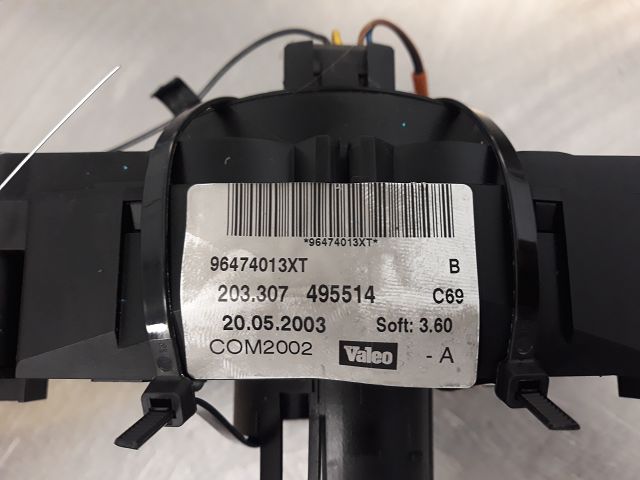 *96474013XT*
96474013XT B
203.307 495514 C69
20.05.2003 Soft: 3.60
COM2002 Valeo - A